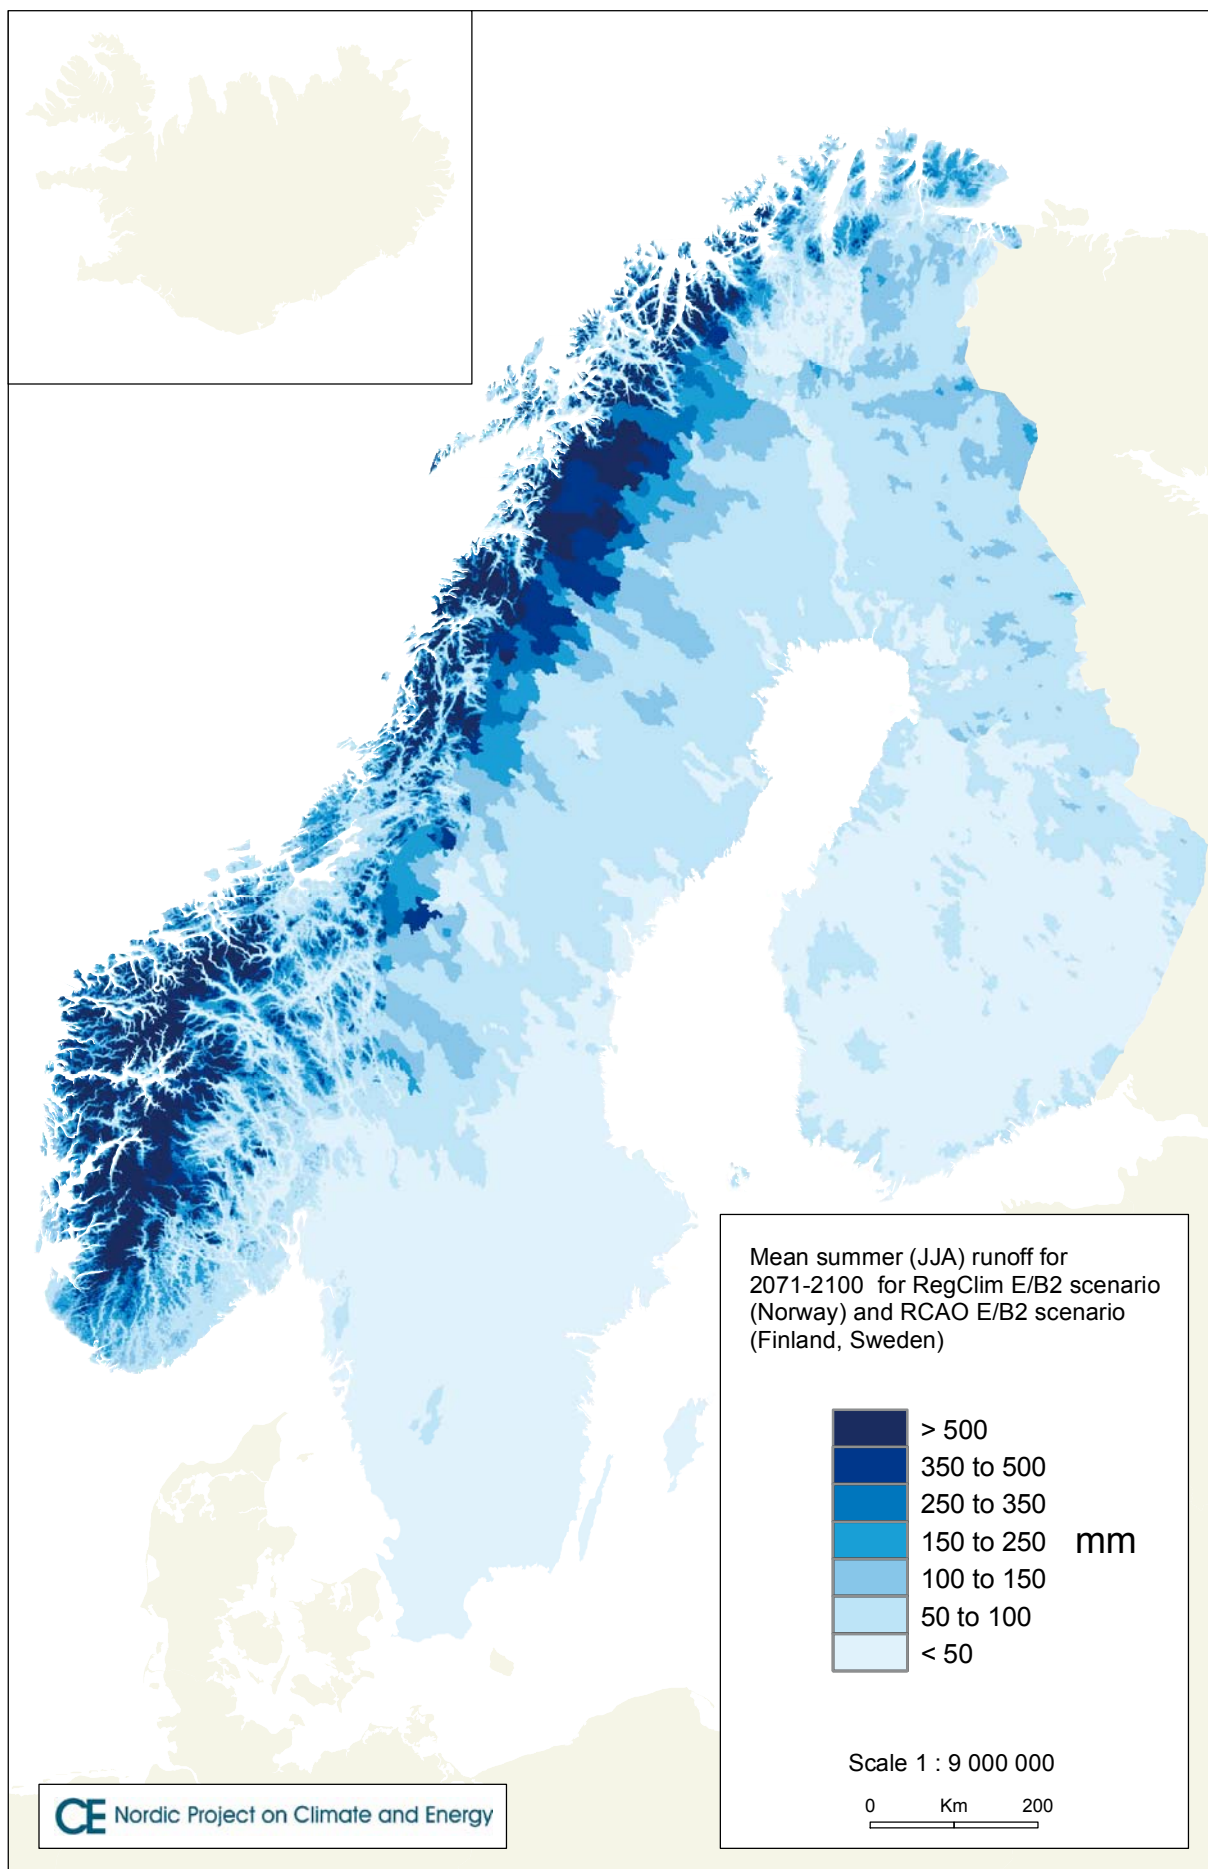 Mean summer (JJA) runoff for
2071-2100 for RegClim E/B2 scenario
(Norway) and RCAO E/B2 scenario
(Finland, Sweden)
> 500
350 to 500
250 to 350
150 to 250 mm
100 to 150
50 to 100
< 50
Scale 1 : 9 000 000
0 Km 200
CE Nordic Project on Climate and Energy